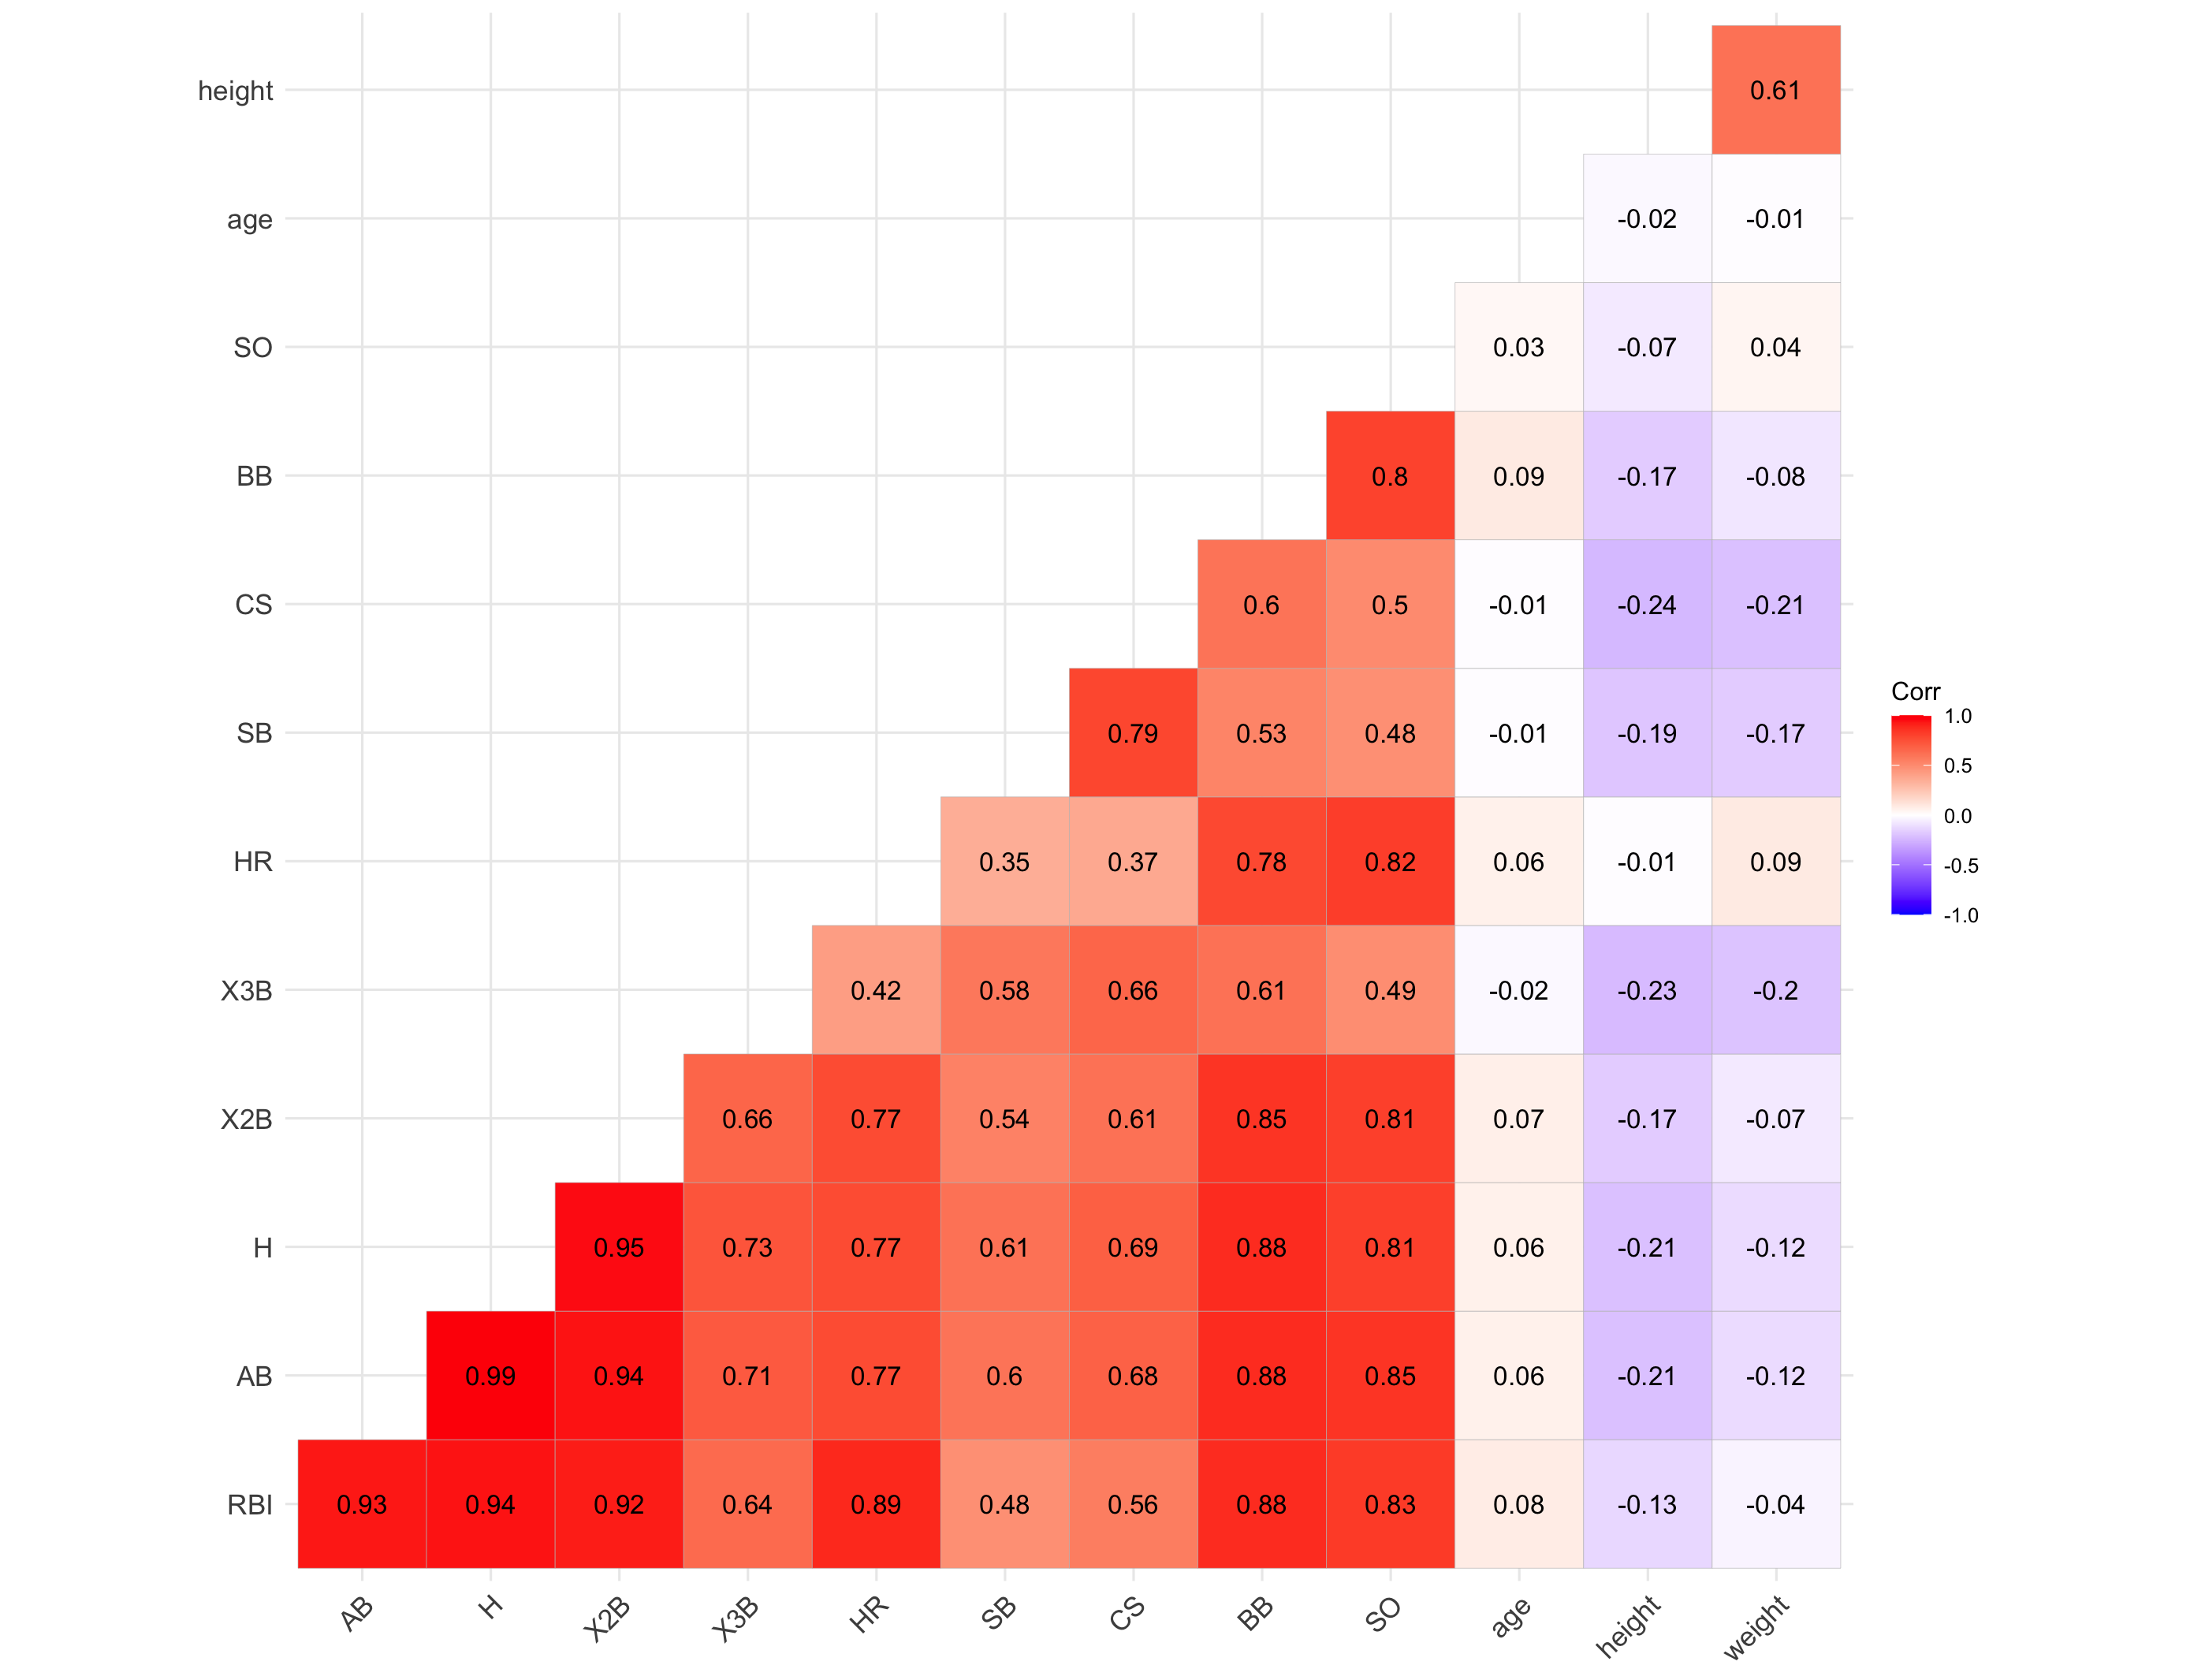 height 0.61
age -0.02 -0.01
SO 0.03 -0.07 0.04
BB 0.8 0.09 -0.17 -0.08
CS 0.6 0.5 -0.01 -0.24 -0.21
SB 0.79 0.53 0.48 -0.01 -0.19 -0.17
HR 0.35 0.37 0.78 0.82 0.06 -0.01 0.09
X3B 0.42 0.58 0.66 0.61 0.49 -0.02 -0.23 -0.2
X2B 0.66 0.77 0.54 0.61 0.85 0.81 0.07 -0.17 -0.07
H 0.95 0.73 0.77 0.61 0.69 0.88 0.81 0.06 -0.21 -0.12
AB 0.99 0.94 0.71 0.77 0.6 0.68 0.88 0.85 0.06 -0.21 -0.12
RBI 0.93 0.94 0.92 0.64 0.89 0.48 0.56 0.88 0.83 0.08 -0.13 -0.04
AB H X2B X3B HR SB CS BB SO age height weight
Corr
1.0
0.5
0.0
-0.5
-1.0